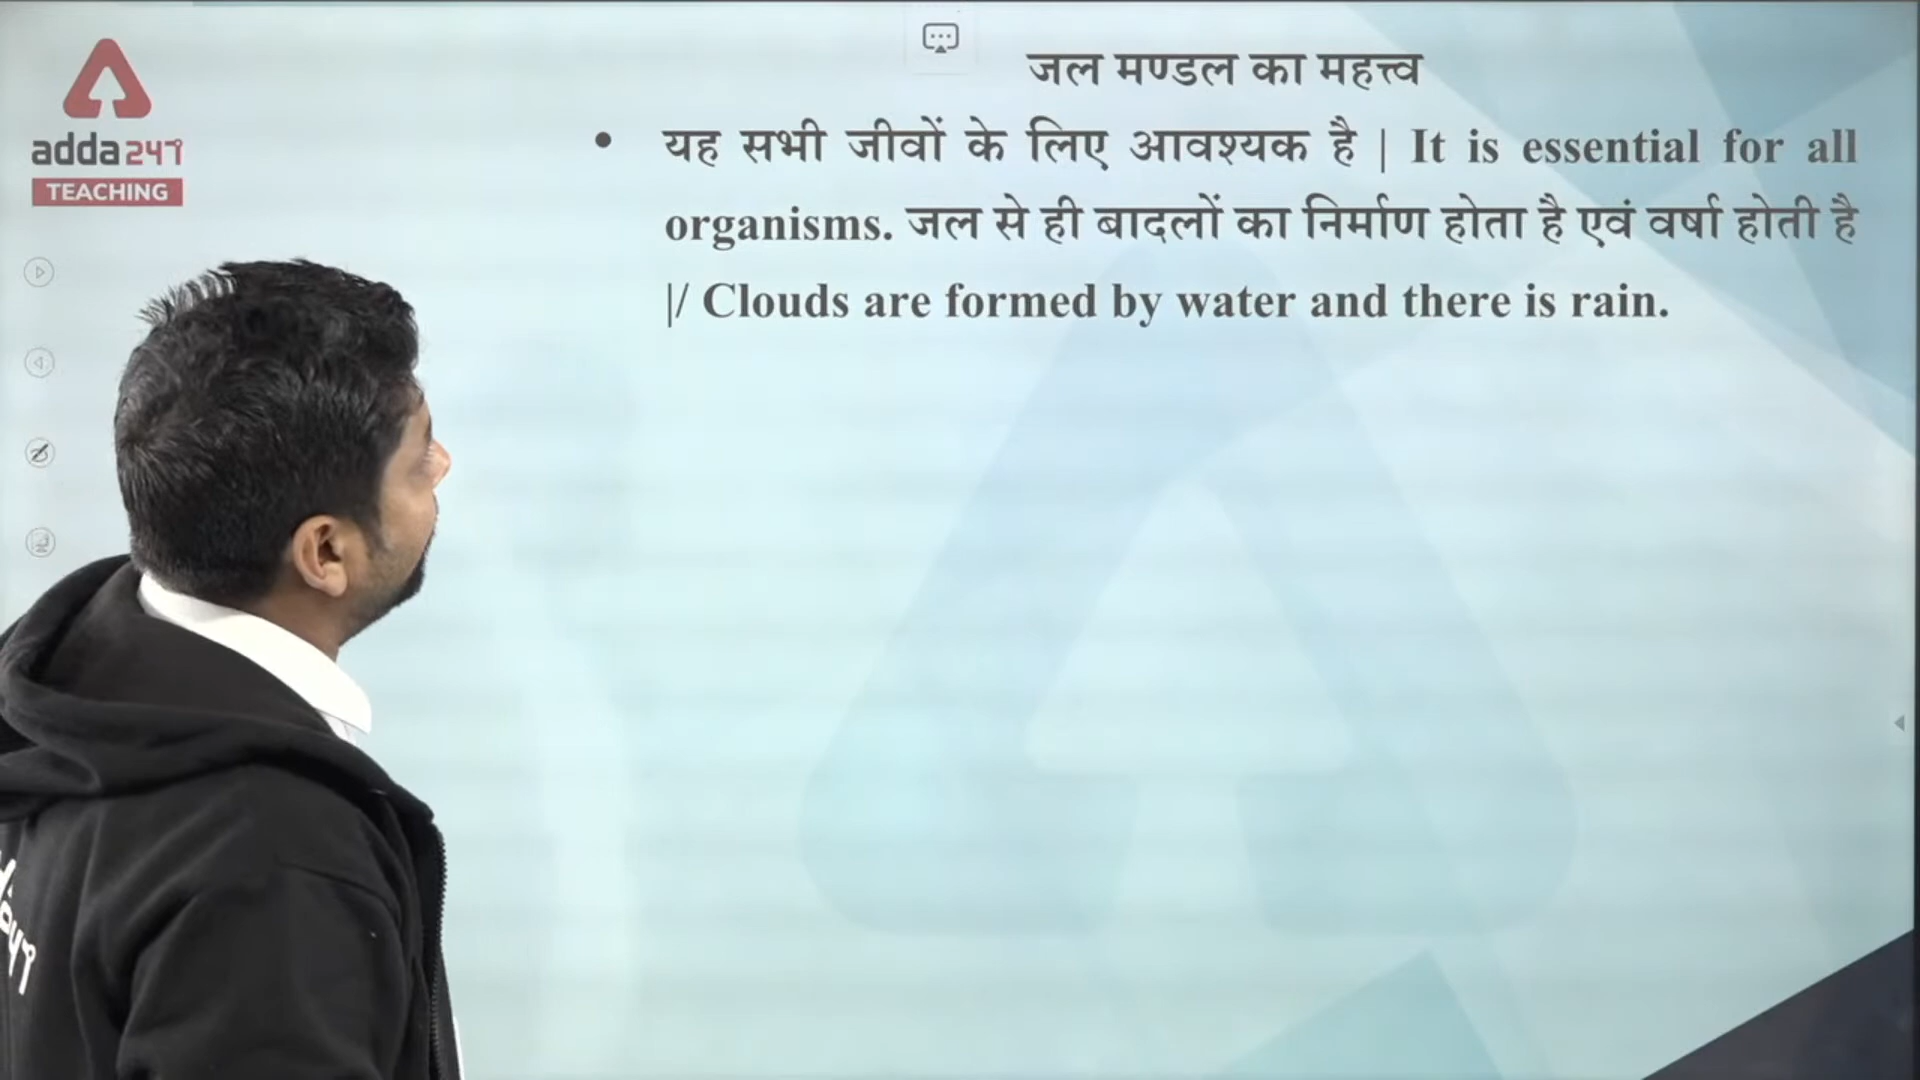 जल मण्डल का महत्त्व
adda247
TEACHING
• यह सभी जीवों के लिए आवश्यक है | It is essential for all
organisms. जल से ही बादलों का निर्माण होता है एवं वर्षा होती है
|/ Clouds are formed by water and there is rain.